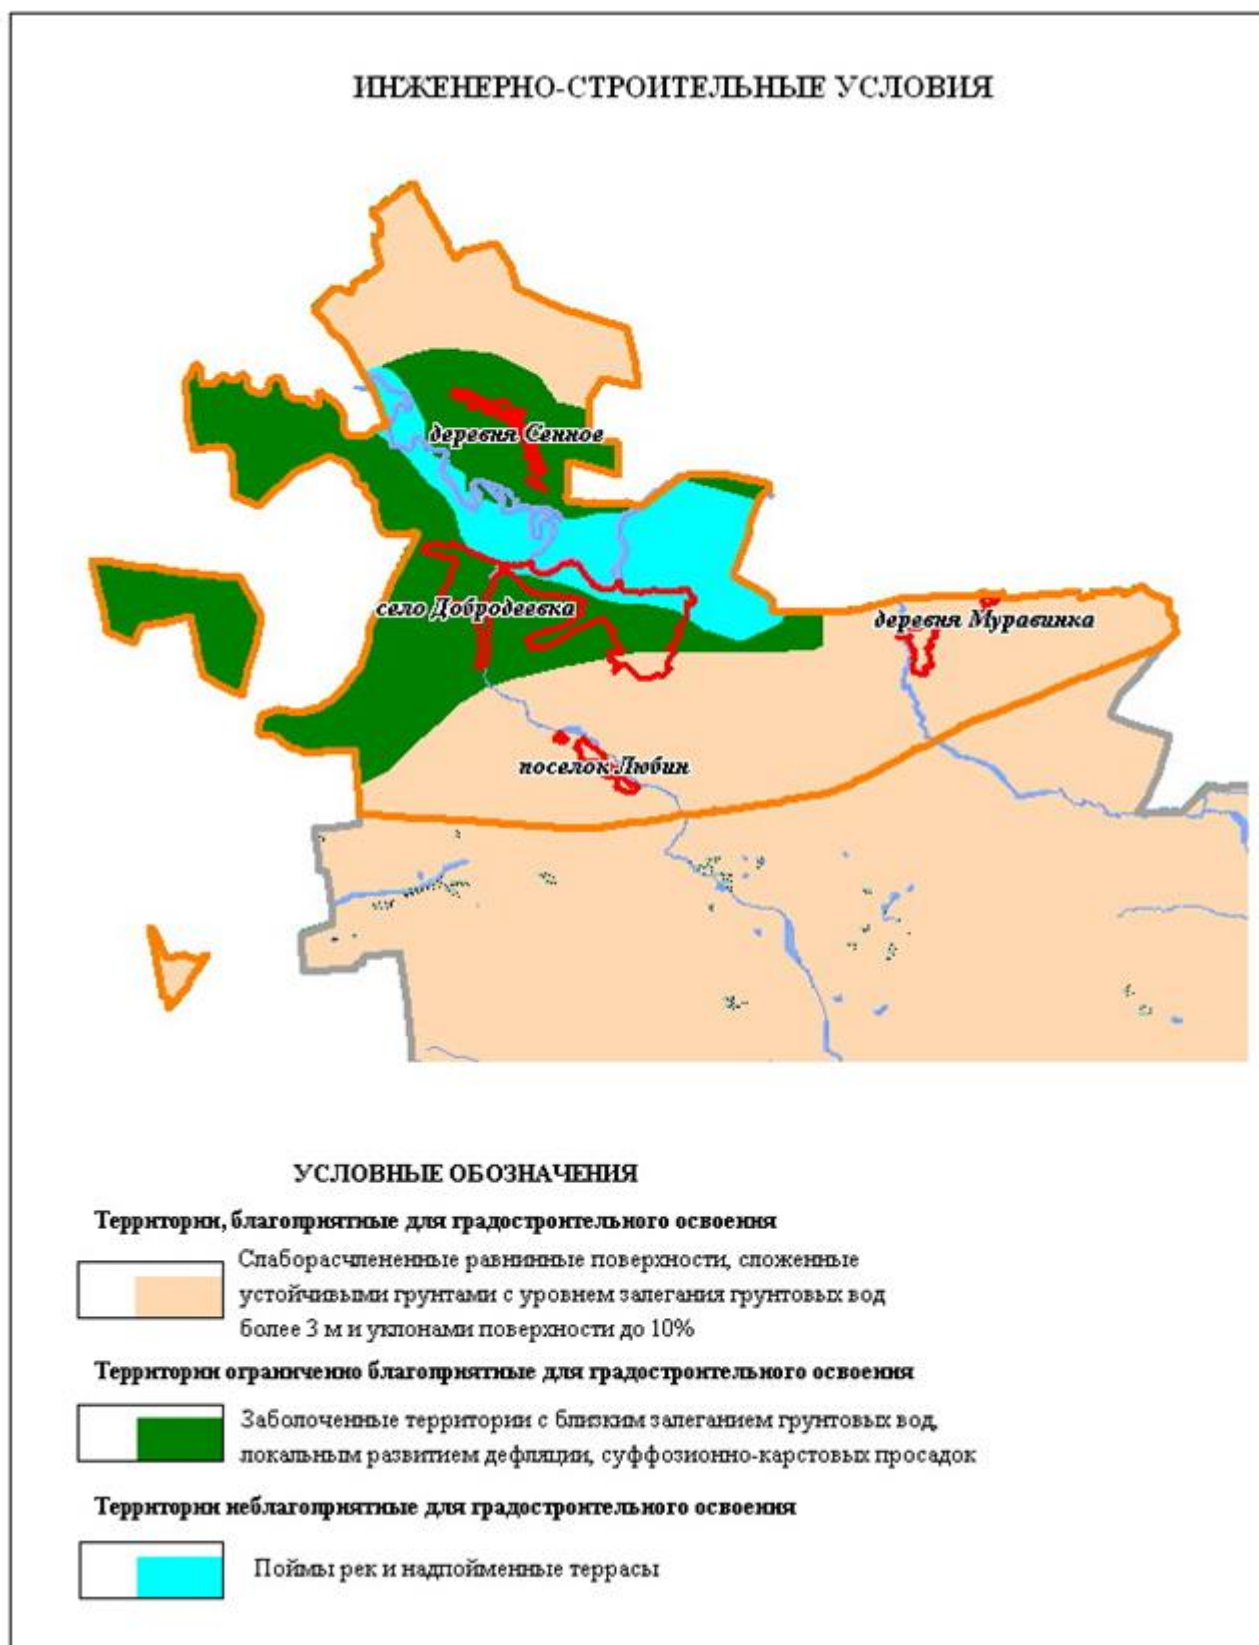 ИНЖЕНЕРНО-СТРОИТЕЛЬНЫЕ УСЛОВИЯ
деревня Сенное
село Добродеевка
деревня Муравинка
поселок Любин
УСЛОВНЫЕ ОБОЗНАЧЕНИЯ
Территории, благоприятные для градостроительного освоения
Слаборасчлененные равнинные поверхности, сложенные
устойчивыми грунтами с уровнем залегания грунтовых вод
более 3 м и уклонами поверхности до 10%
Территории ограниченно благоприятные для градостроительного освоения
Заболоченные территории с близким залеганием грунтовых вод,
локальным развитием дефляции, суффозионно-карстовых просадок
Территории неблагоприятные для градостроительного освоения
Поймы рек и надпойменные террасы